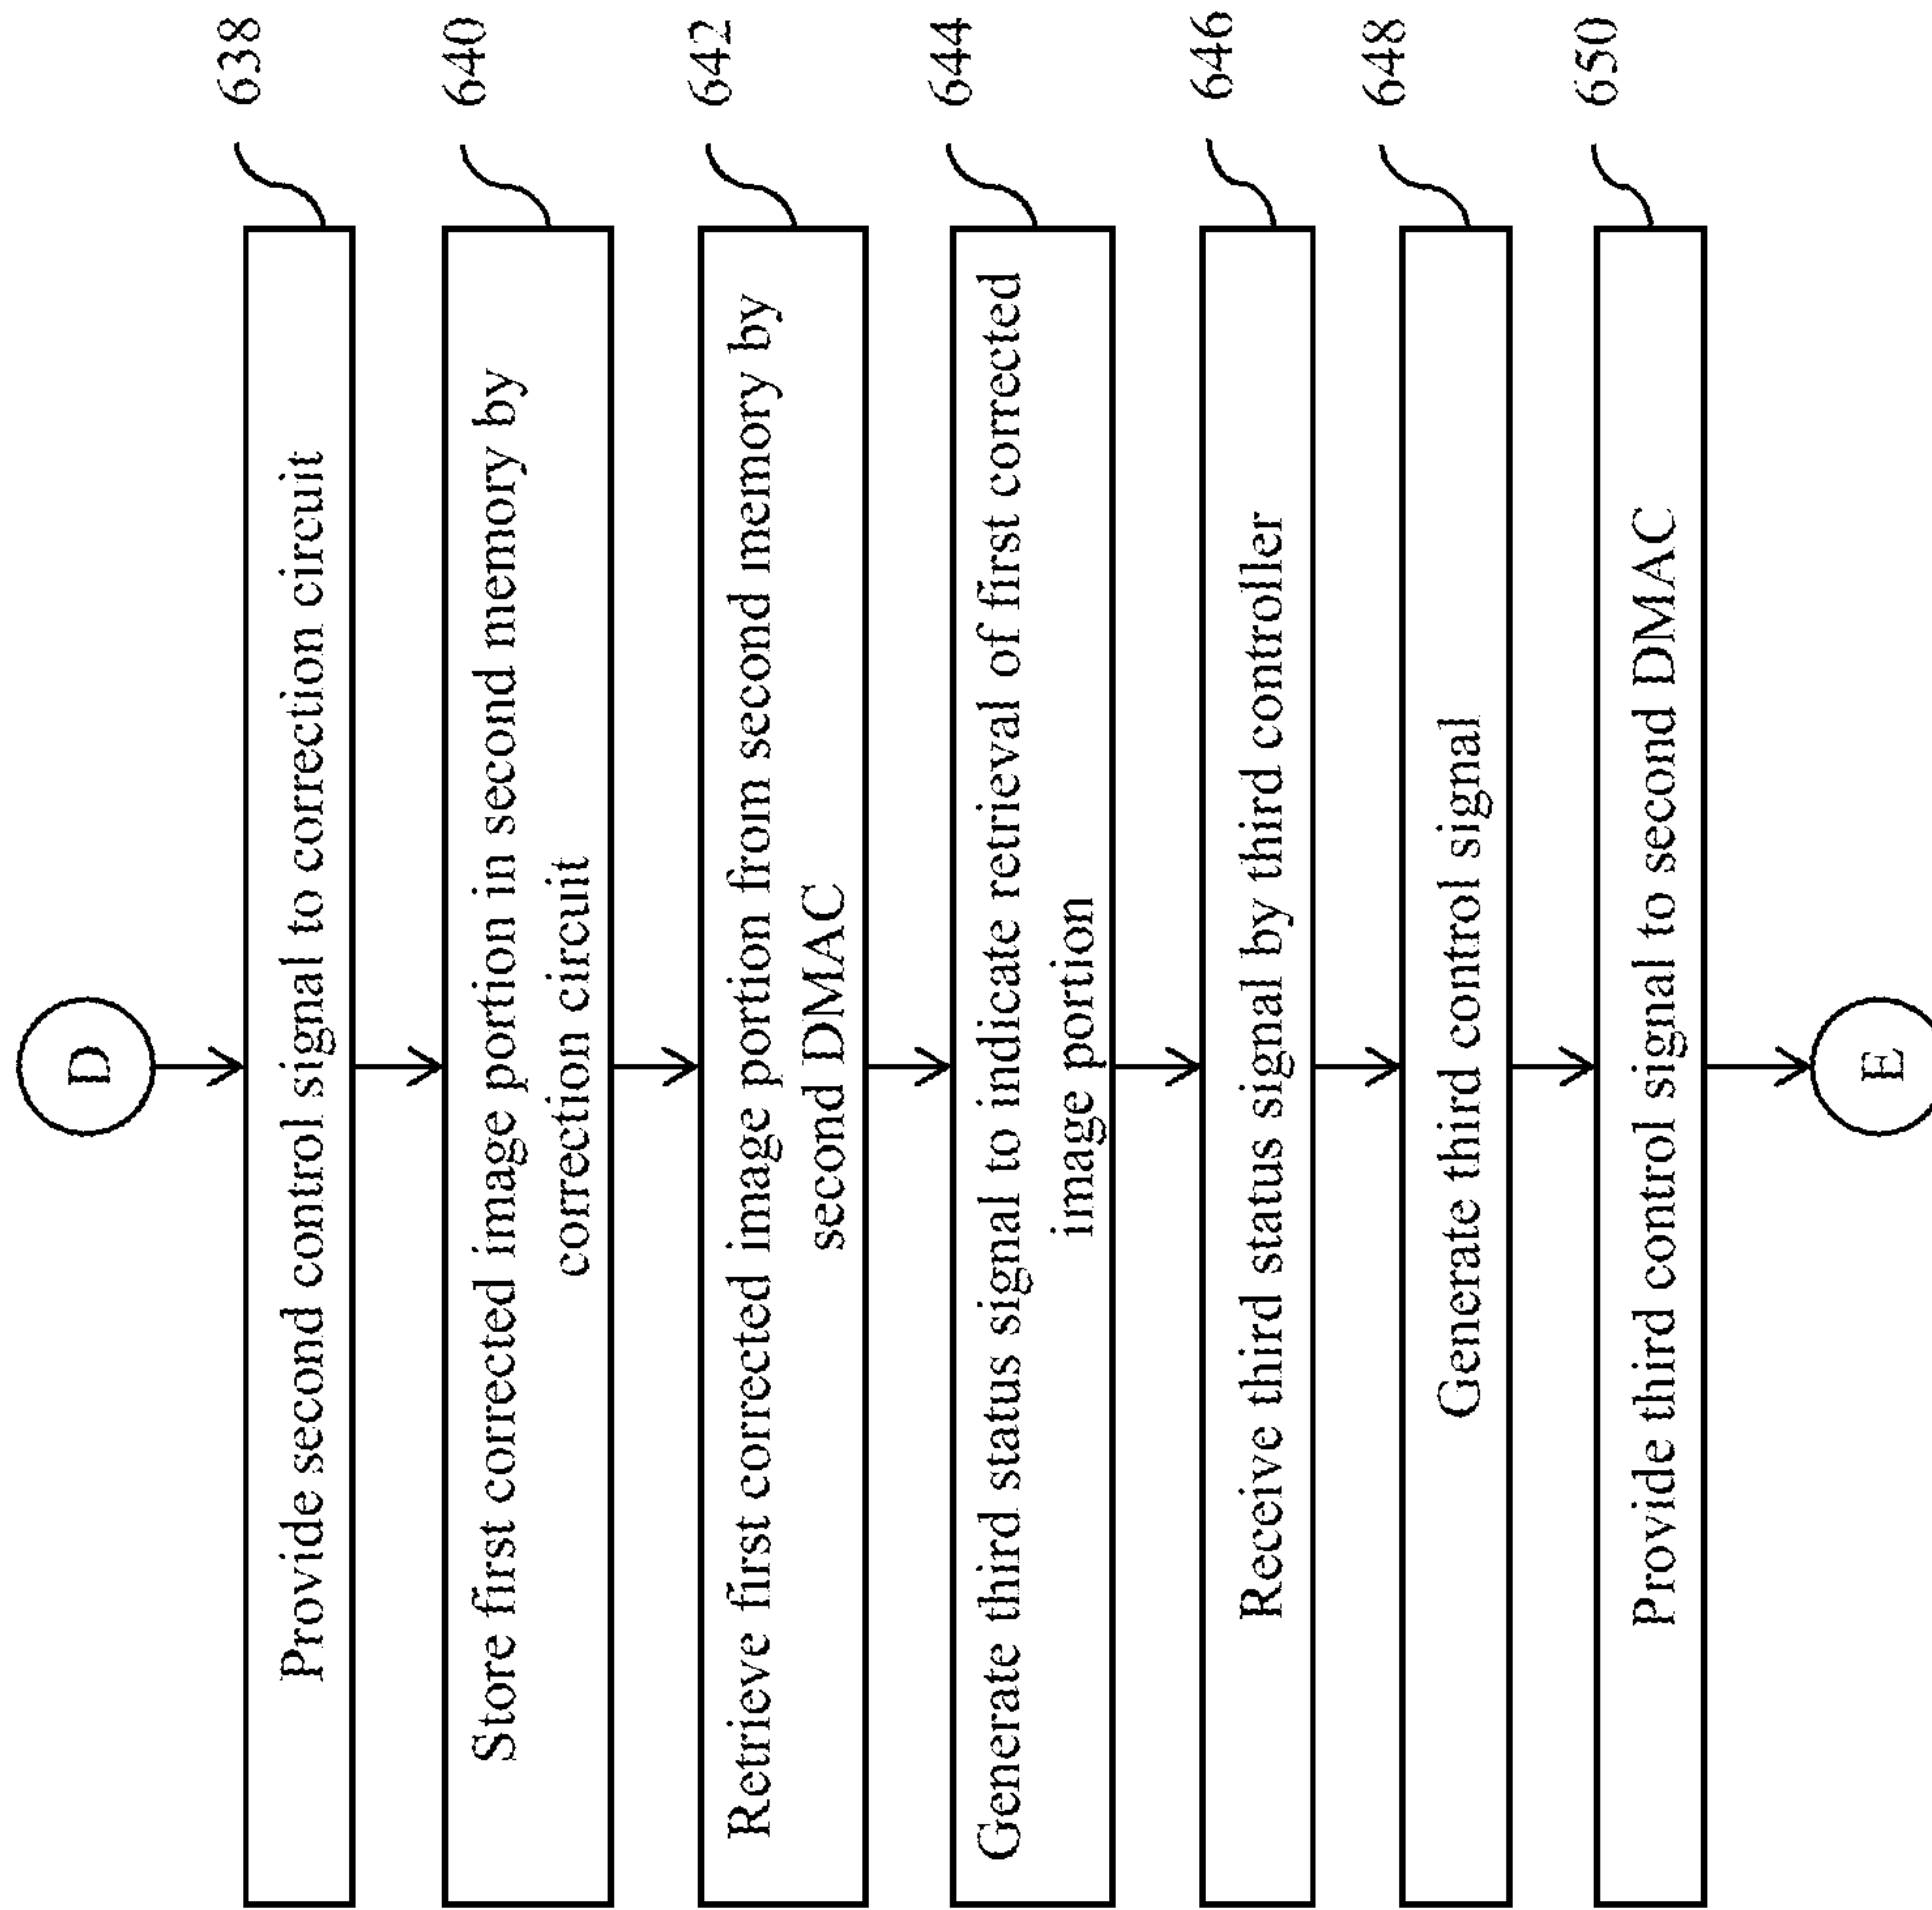 D
Provide second control signal to correction circuit
638
Store first corrected image portion in second memory by
correction circuit
640
Retrieve first corrected image portion from second memory by
second DMAC
642
Generate third status signal to indicate retrieval of first corrected
image portion
644
Receive third status signal by third controller
646
Generate third control signal
648
Provide third control signal to second DMAC
650
E